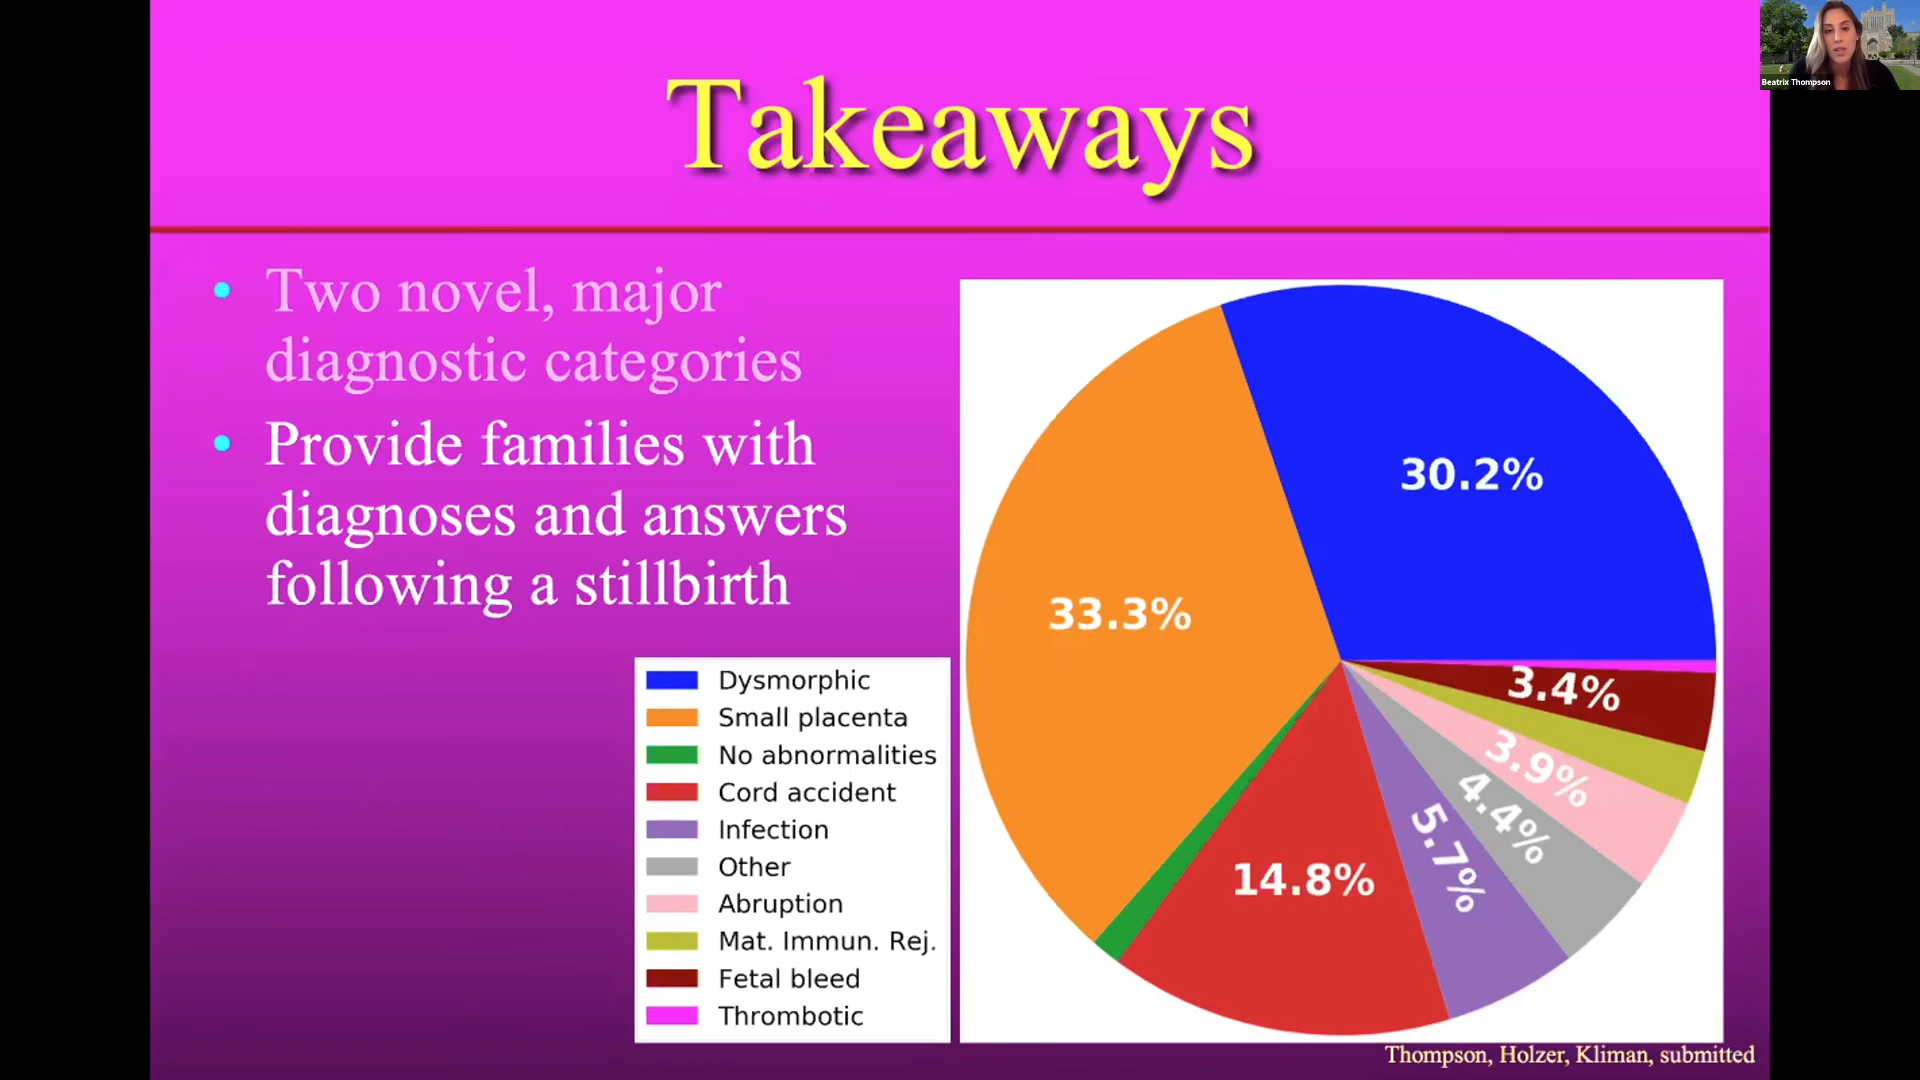 Beatrix Thompson
Takeaways
Two novel, major
diagnostic categories
Provide families with
diagnoses and answers
following a stillbirth
Dysmorphic
Small placenta
No abnormalities
Cord accident
Infection
Other
Abruption
Mat. Immun. Rej.
Fetal bleed
Thrombotic
30.2%
33.3%
14.8%
5.7%
4.4%
3.9%
3.4%
Thompson, Holzer, Kliman, submitted